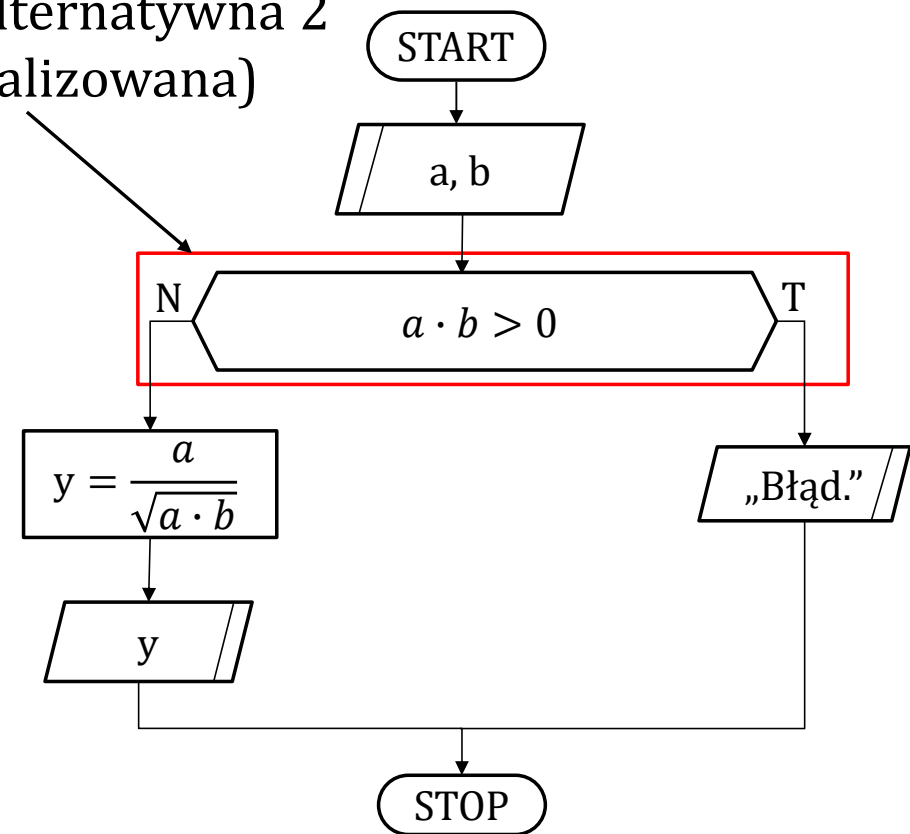 lternatywna 2
alizowana)
START
a, b
N
a · b > 0
T
y = a / √a · b
„Błąd.”
y
STOP